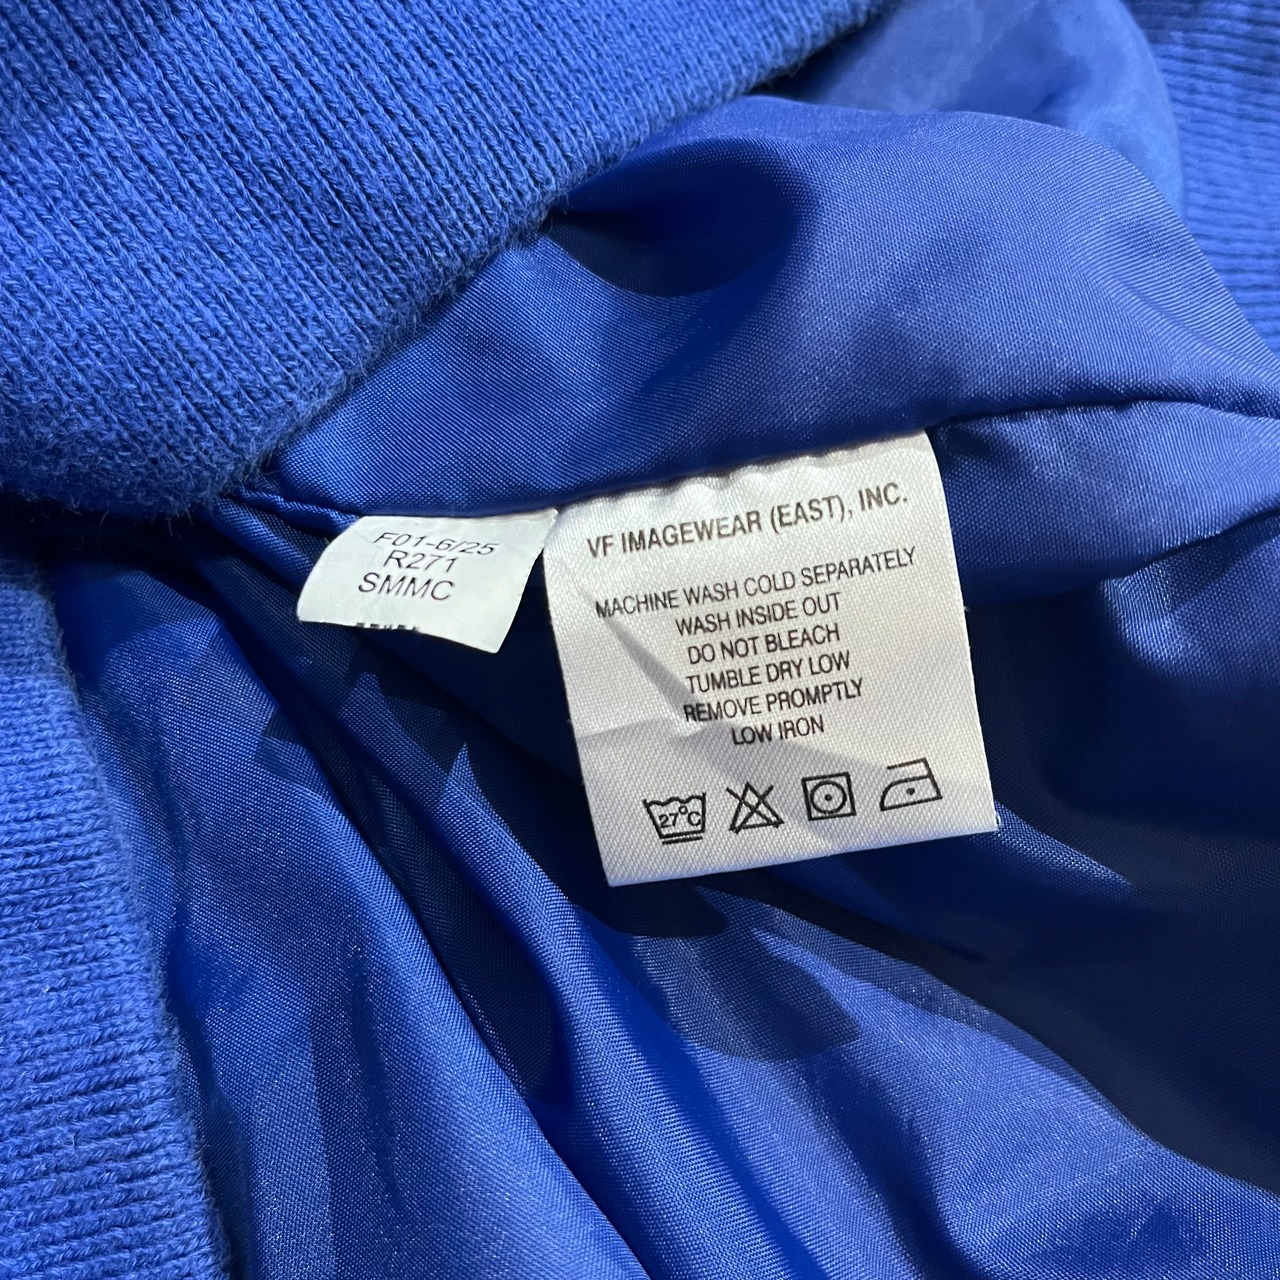 F01-6/25
R271
SMMC
VF IMAGEWEAR (EAST), INC.
MACHINE WASH COLD SEPARATELY
WASH INSIDE OUT
DO NOT BLEACH
TUMBLE DRY LOW
REMOVE PROMPTLY
LOW IRON
27°C